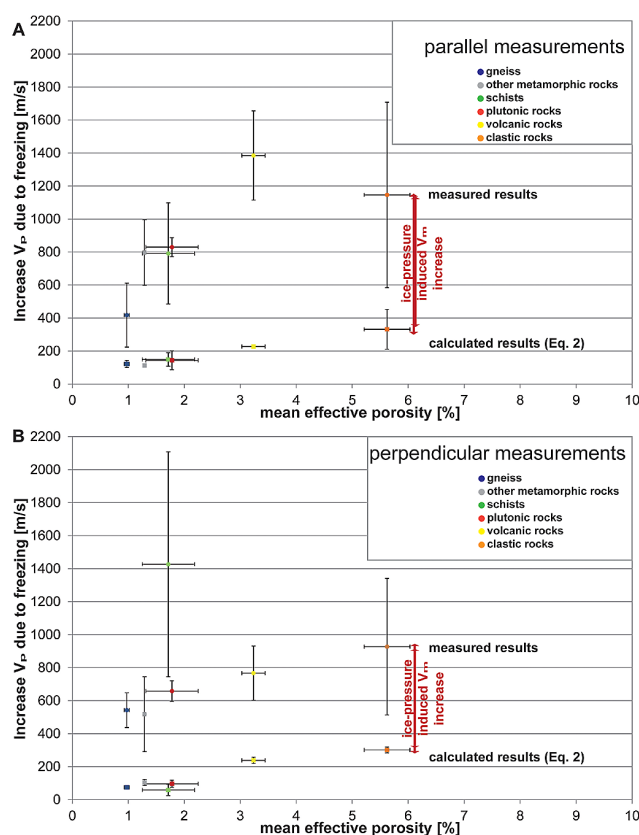 A
2200
2000
1800
1600
1400
1200
1000
800
600
400
200
0
Increase VP due to freezing [m/s]
parallel measurements
gneiss
other metamorphic rocks
schists
plutonic rocks
volcanic rocks
clastic rocks
measured results
ice-pressure
induced Vm
increase
calculated results (Eq. 2)
0 1 2 3 4 5 6 7 8 9 10
mean effective porosity [%]
B
2200
2000
1800
1600
1400
1200
1000
800
600
400
200
0
Increase VP due to freezing [m/s]
perpendicular measurements
gneiss
other metamorphic rocks
schists
plutonic rocks
volcanic rocks
clastic rocks
measured results
ice-pressure
induced Vm
increase
calculated results (Eq. 2)
0 1 2 3 4 5 6 7 8 9 10
mean effective porosity [%]